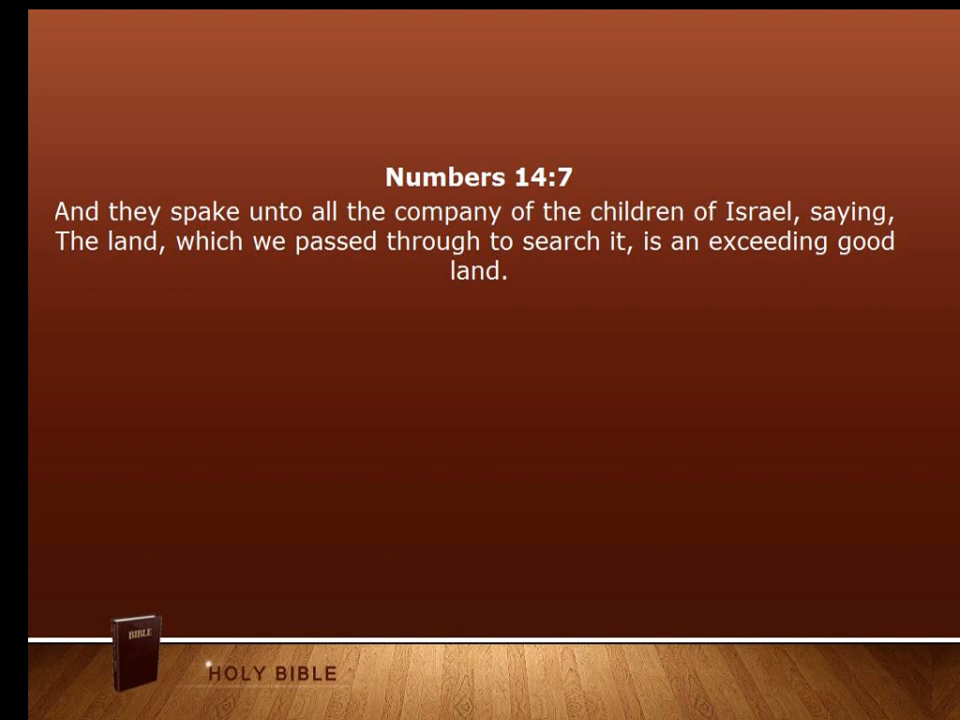 Numbers 14:7
And they spake unto all the company of the children of Israel, saying,
The land, which we passed through to search it, is an exceeding good
land.
BIBLE
HOLY BIBLE